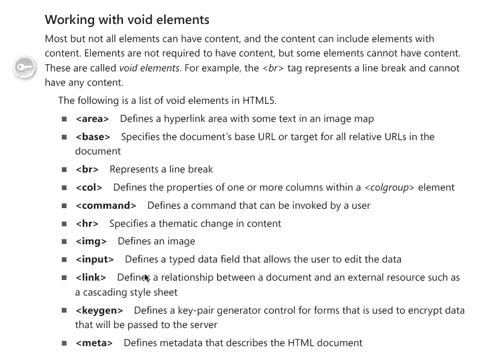 Working with void elements
Most but not all elements can have content, and the content can include elements with
content. Elements are not required to have content, but some elements cannot have content.
These are called void elements. For example, the <br> tag represents a line break and cannot
have any content.
The following is a list of void elements in HTML5.
■ <area> Defines a hyperlink area with some text in an image map
■ <base> Specifies the document’s base URL or target for all relative URLs in the
document
■ <br> Represents a line break
■ <col> Defines the properties of one or more columns within a <colgroup> element
■ <command> Defines a command that can be invoked by a user
■ <hr> Specifies a thematic change in content
■ <img> Defines an image
■ <input> Defines a typed data field that allows the user to edit the data
■ <link> Defines a relationship between a document and an external resource such as
a cascading style sheet
■ <keygen> Defines a key-pair generator control for forms that is used to encrypt data
that will be passed to the server
■ <meta> Defines metadata that describes the HTML document